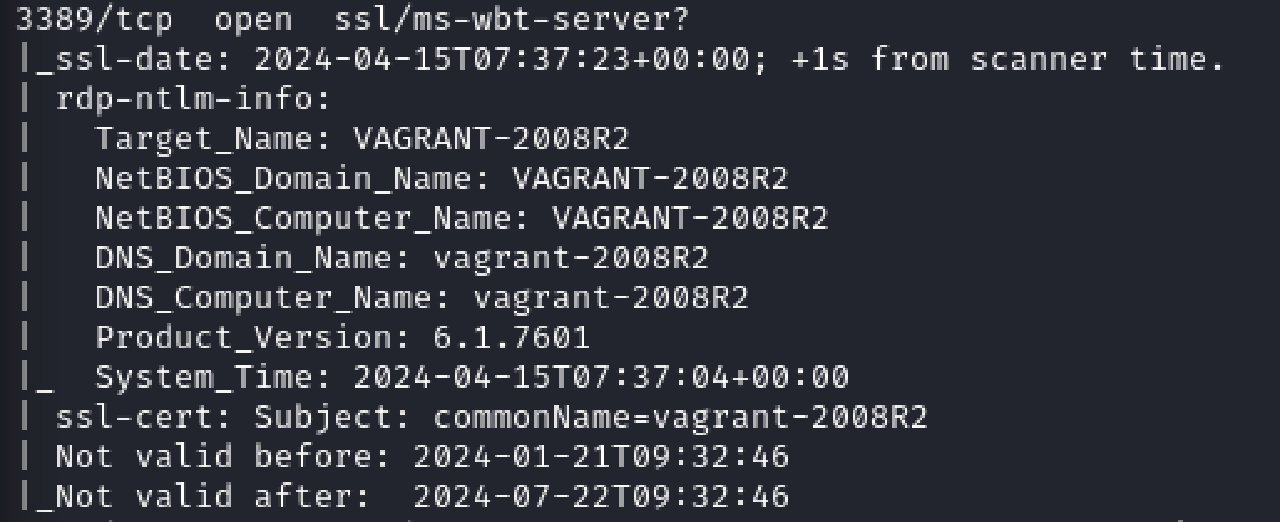 3389/tcp  open  ssl/ms-wbt-server?
|_ssl-date: 2024-04-15T07:37:23+00:00; +1s from scanner time.
| rdp-ntlm-info:
|   Target_Name: VAGRANT-2008R2
|   NetBIOS_Domain_Name: VAGRANT-2008R2
|   NetBIOS_Computer_Name: VAGRANT-2008R2
|   DNS_Domain_Name: vagrant-2008R2
|   DNS_Computer_Name: vagrant-2008R2
|   Product_Version: 6.1.7601
|_  System_Time: 2024-04-15T07:37:04+00:00
| ssl-cert: Subject: commonName=vagrant-2008R2
| Not valid before: 2024-01-21T09:32:46
|_Not valid after:  2024-07-22T09:32:46